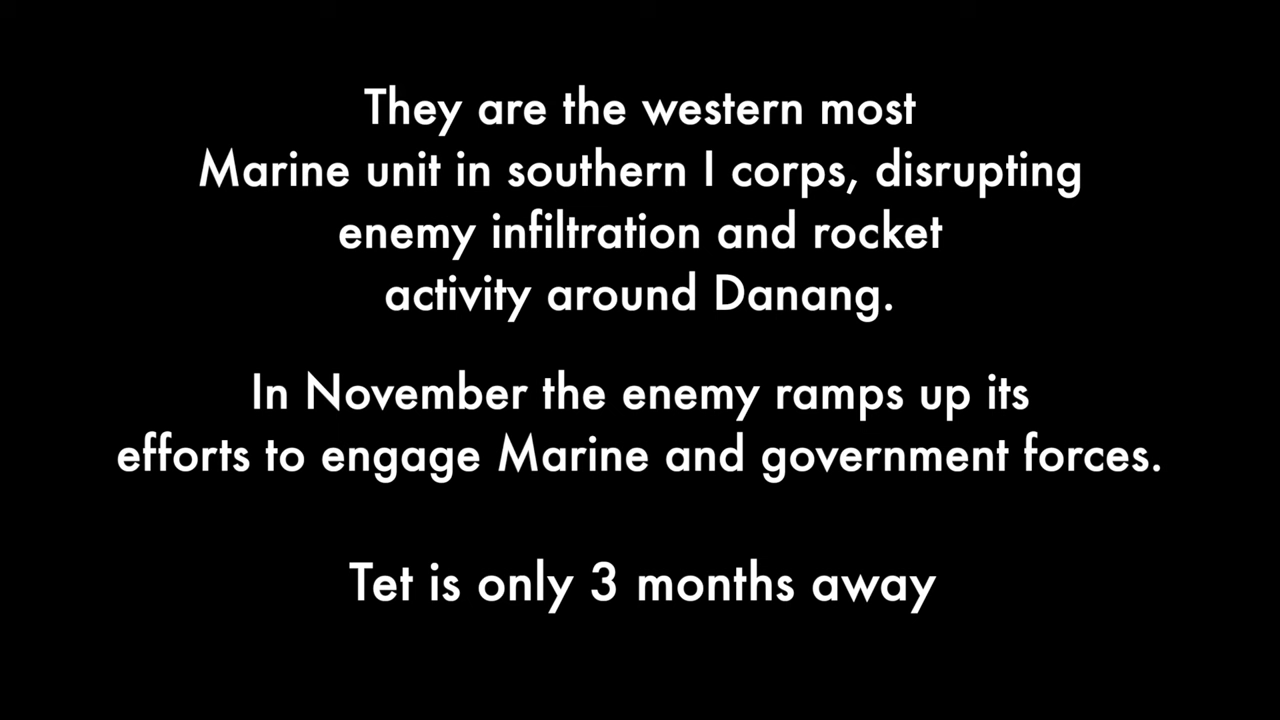 They are the western most
Marine unit in southern I corps, disrupting
enemy infiltration and rocket
activity around Danang.
In November the enemy ramps up its
efforts to engage Marine and government forces.
Tet is only 3 months away